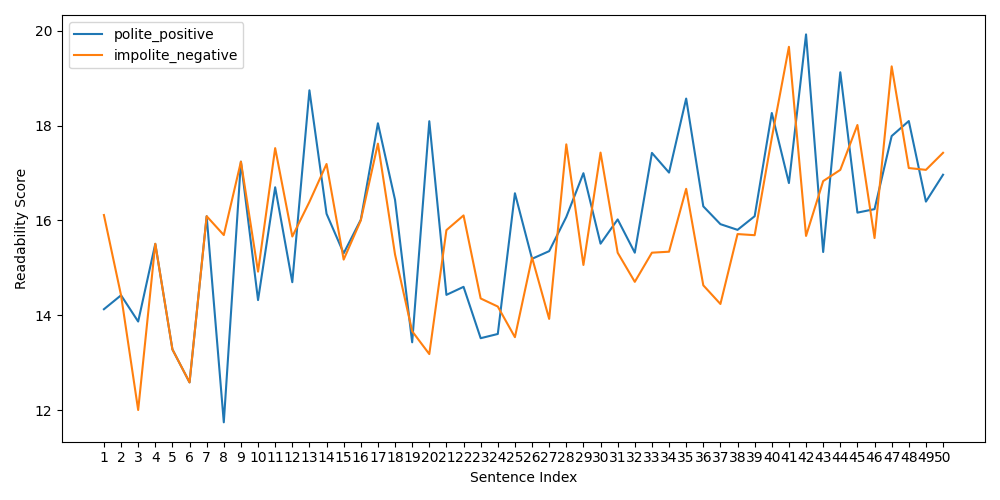 polite_positive
impolite_negative
20
18
16
14
12
Readability Score
1 2 3 4 5 6 7 8 9 10 11 12 13 14 15 16 17 18 19 20 21 22 23 24 25 26 27 28 29 30 31 32 33 34 35 36 37 38 39 40 41 42 43 44 45 46 47 48 49 50
Sentence Index